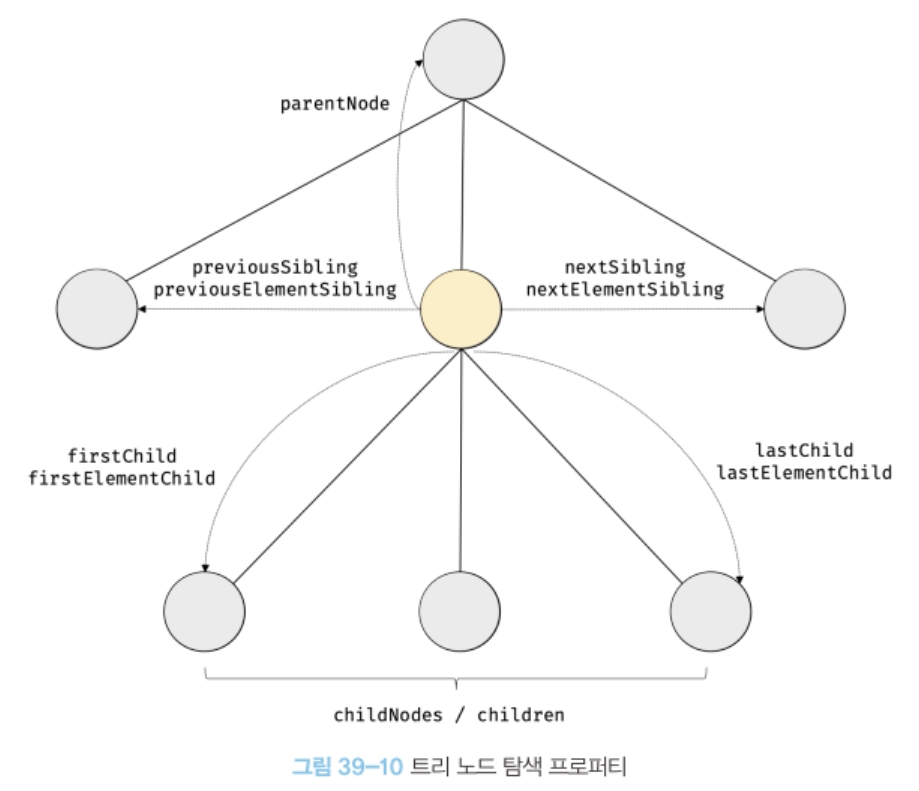 parentNode
previousSibling
previousElementSibling
nextSibling
nextElementSibling
firstChild
firstElementChild
lastChild
lastElementChild
childNodes / children
그림 39-10 트리 노드 탐색 프로퍼티